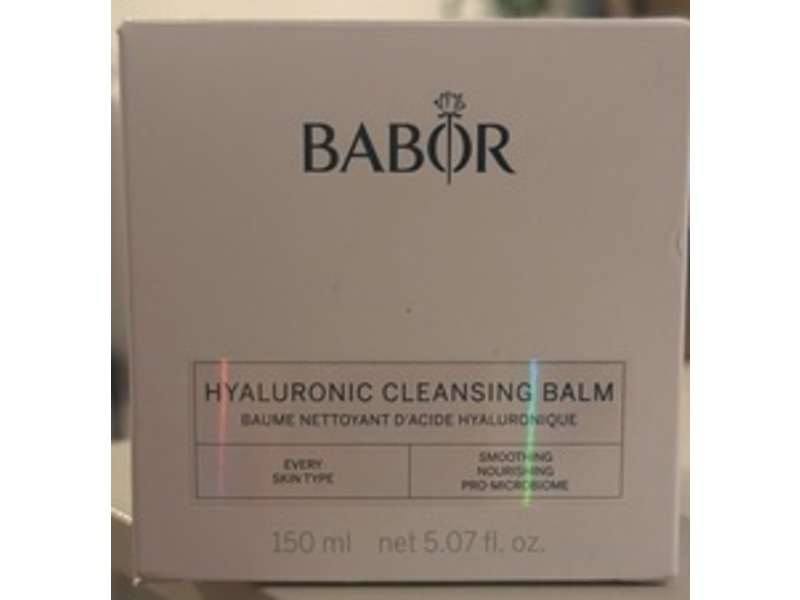 BABOR
HYALURONIC CLEANSING BALM
BAUME NETTOYANT D'ACIDE HYALURONIQUE
EVERY
SKIN TYPE
SMOOTHING
NOURISHING
PRO-MICROBIOME
150 ml net 5.07 fl. oz.